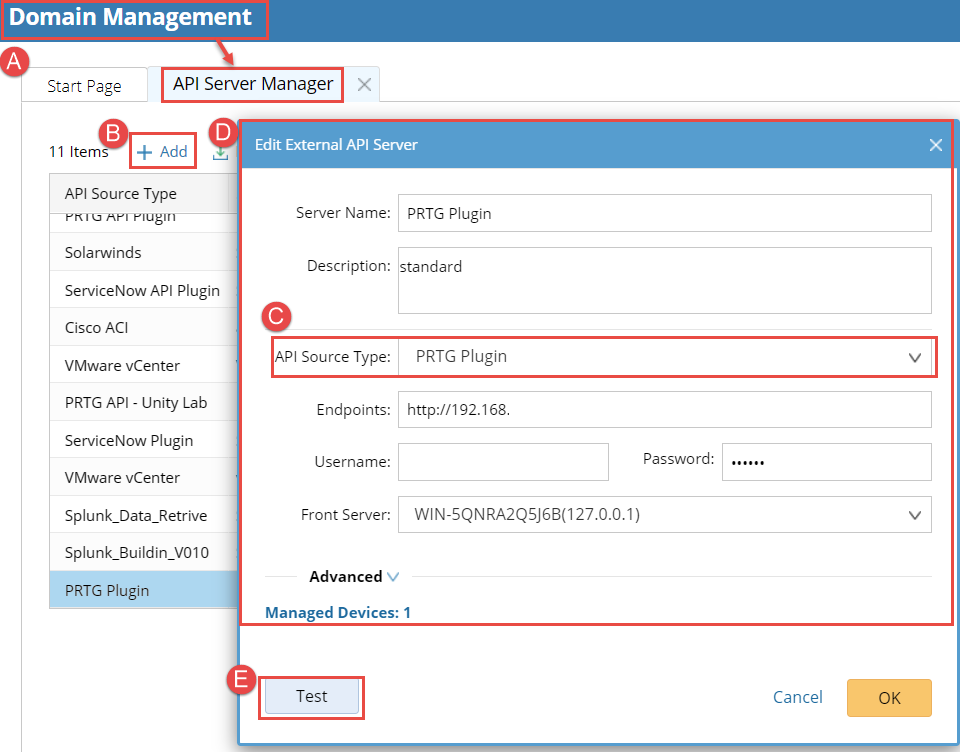 Domain Management
A
Start Page
API Server Manager
B
D
11 Items
+ Add
API Source Type
PRTG API Plugin
Solarwinds
ServiceNow API Plugin
Cisco ACI
VMware vCenter
PRTG API - Unity Lab
ServiceNow Plugin
VMware vCenter
Splunk_Data_Retrive
Splunk_Buildin_V010
PRTG Plugin
Edit External API Server
Server Name: PRTG Plugin
Description: standard
C
API Source Type: PRTG Plugin
Endpoints: http://192.168.
Username: Password: ••••••
Front Server: WIN-5QNRA2Q5J6B(127.0.0.1)
Advanced
Managed Devices: 1
E
Test
Cancel
OK